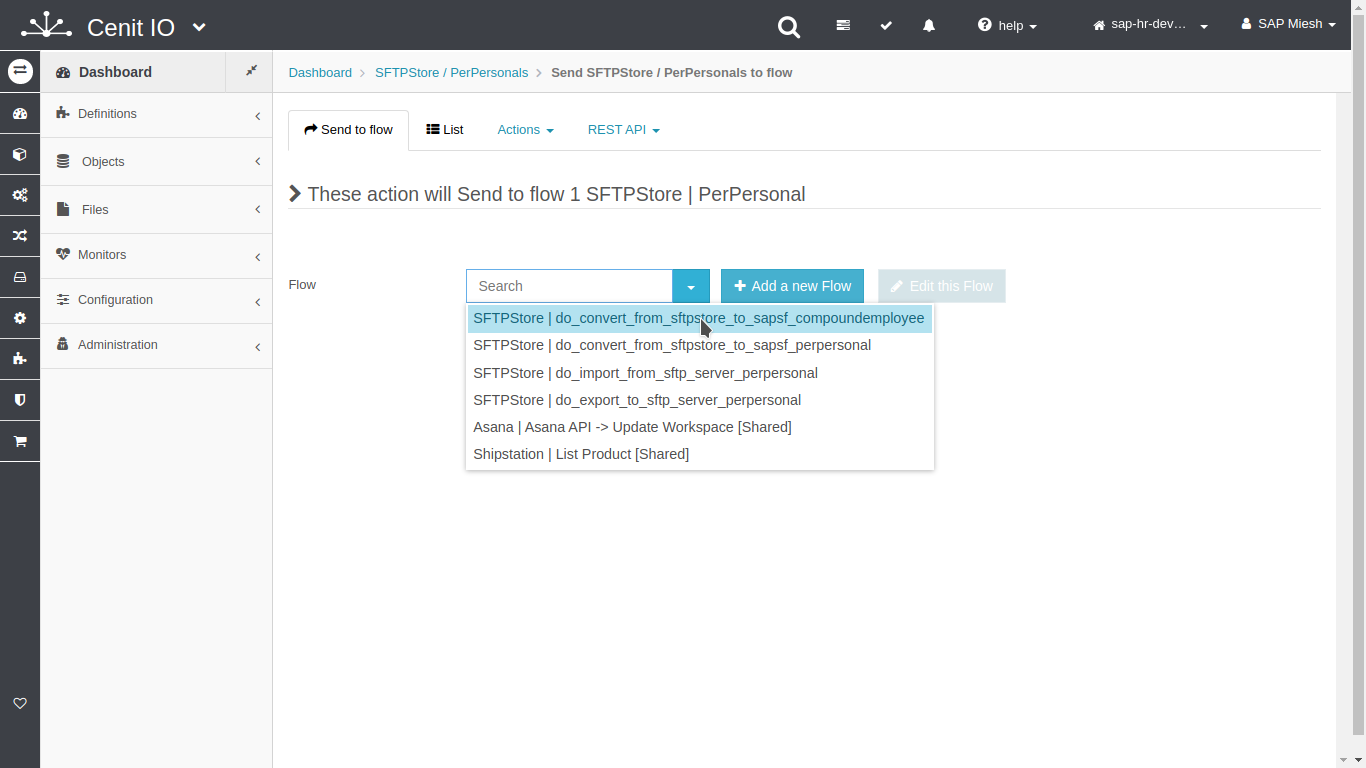 Cenit IO
help
sap-hr-dev...
SAP Miesh
Dashboard
Dashboard
SFTPStore / PerPersonals
Send SFTPStore / PerPersonals to flow
Definitions
Objects
Files
Monitors
Configuration
Administration
Send to flow
List
Actions
REST API
These action will Send to flow 1 SFTPStore | PerPersonal
Flow
Search
Add a new Flow
Edit this Flow
SFTPStore | do_convert_from_sftpstore_to_sapsf_compoundemployee
SFTPStore | do_convert_from_sftpstore_to_sapsf_perpersonal
SFTPStore | do_import_from_sftp_server_perpersonal
SFTPStore | do_export_to_sftp_server_perpersonal
Asana | Asana API -> Update Workspace [Shared]
Shipstation | List Product [Shared]